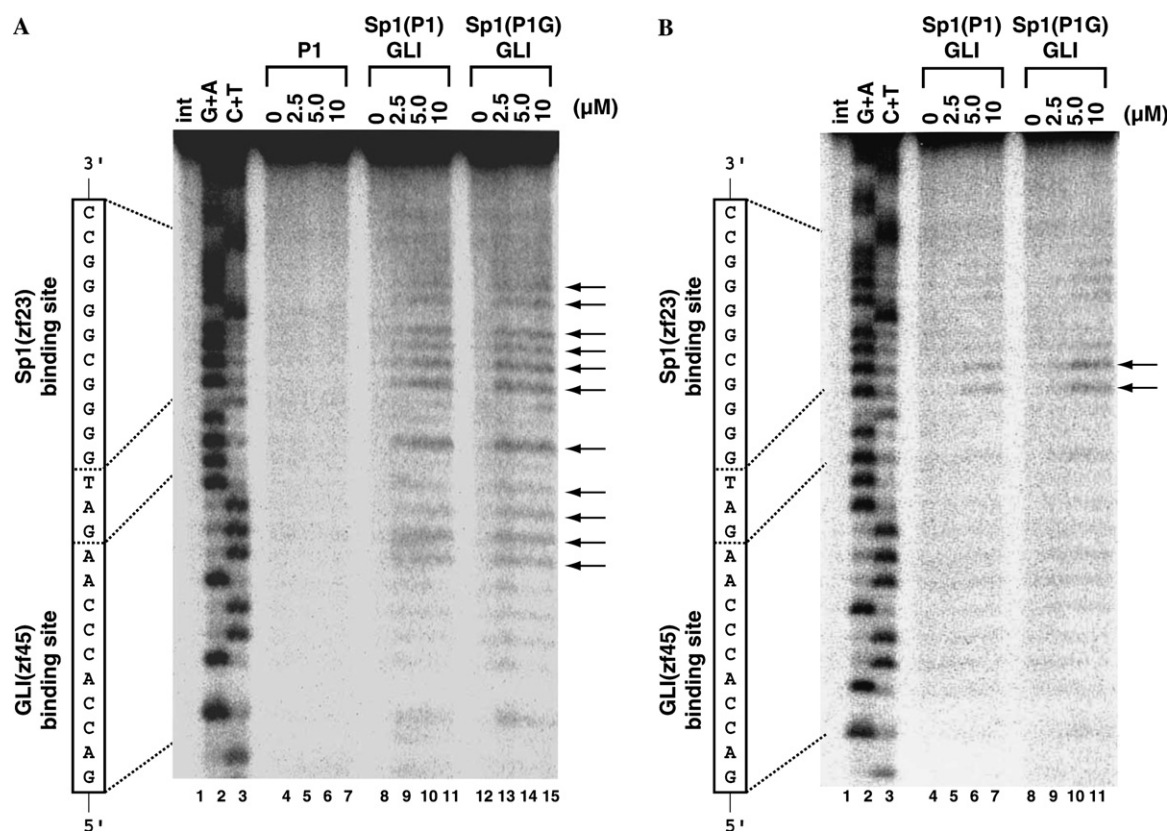 A
P1
Sp1(P1)
GLI
Sp1(P1G)
GLI
int
G+A
C+T
0
2.5
5.0
10
0
2.5
5.0
10
0
2.5
5.0
10
(μM)
3'
C
C
G
G
G
G
C
G
G
G
G
T
A
G
A
A
C
C
C
A
C
C
A
G
5'
Sp1(zf23)
binding site
GLI(zf45)
binding site
1 2 3 4 5 6 7 8 9 10 11 12 13 14 15
B
Sp1(P1)
GLI
Sp1(P1G)
GLI
int
G+A
C+T
0
2.5
5.0
10
0
2.5
5.0
10
(μM)
3'
C
C
G
G
G
G
C
G
G
G
G
T
A
G
A
A
C
C
C
A
C
C
A
G
5'
Sp1(zf23)
binding site
GLI(zf45)
binding site
1 2 3 4 5 6 7 8 9 10 11